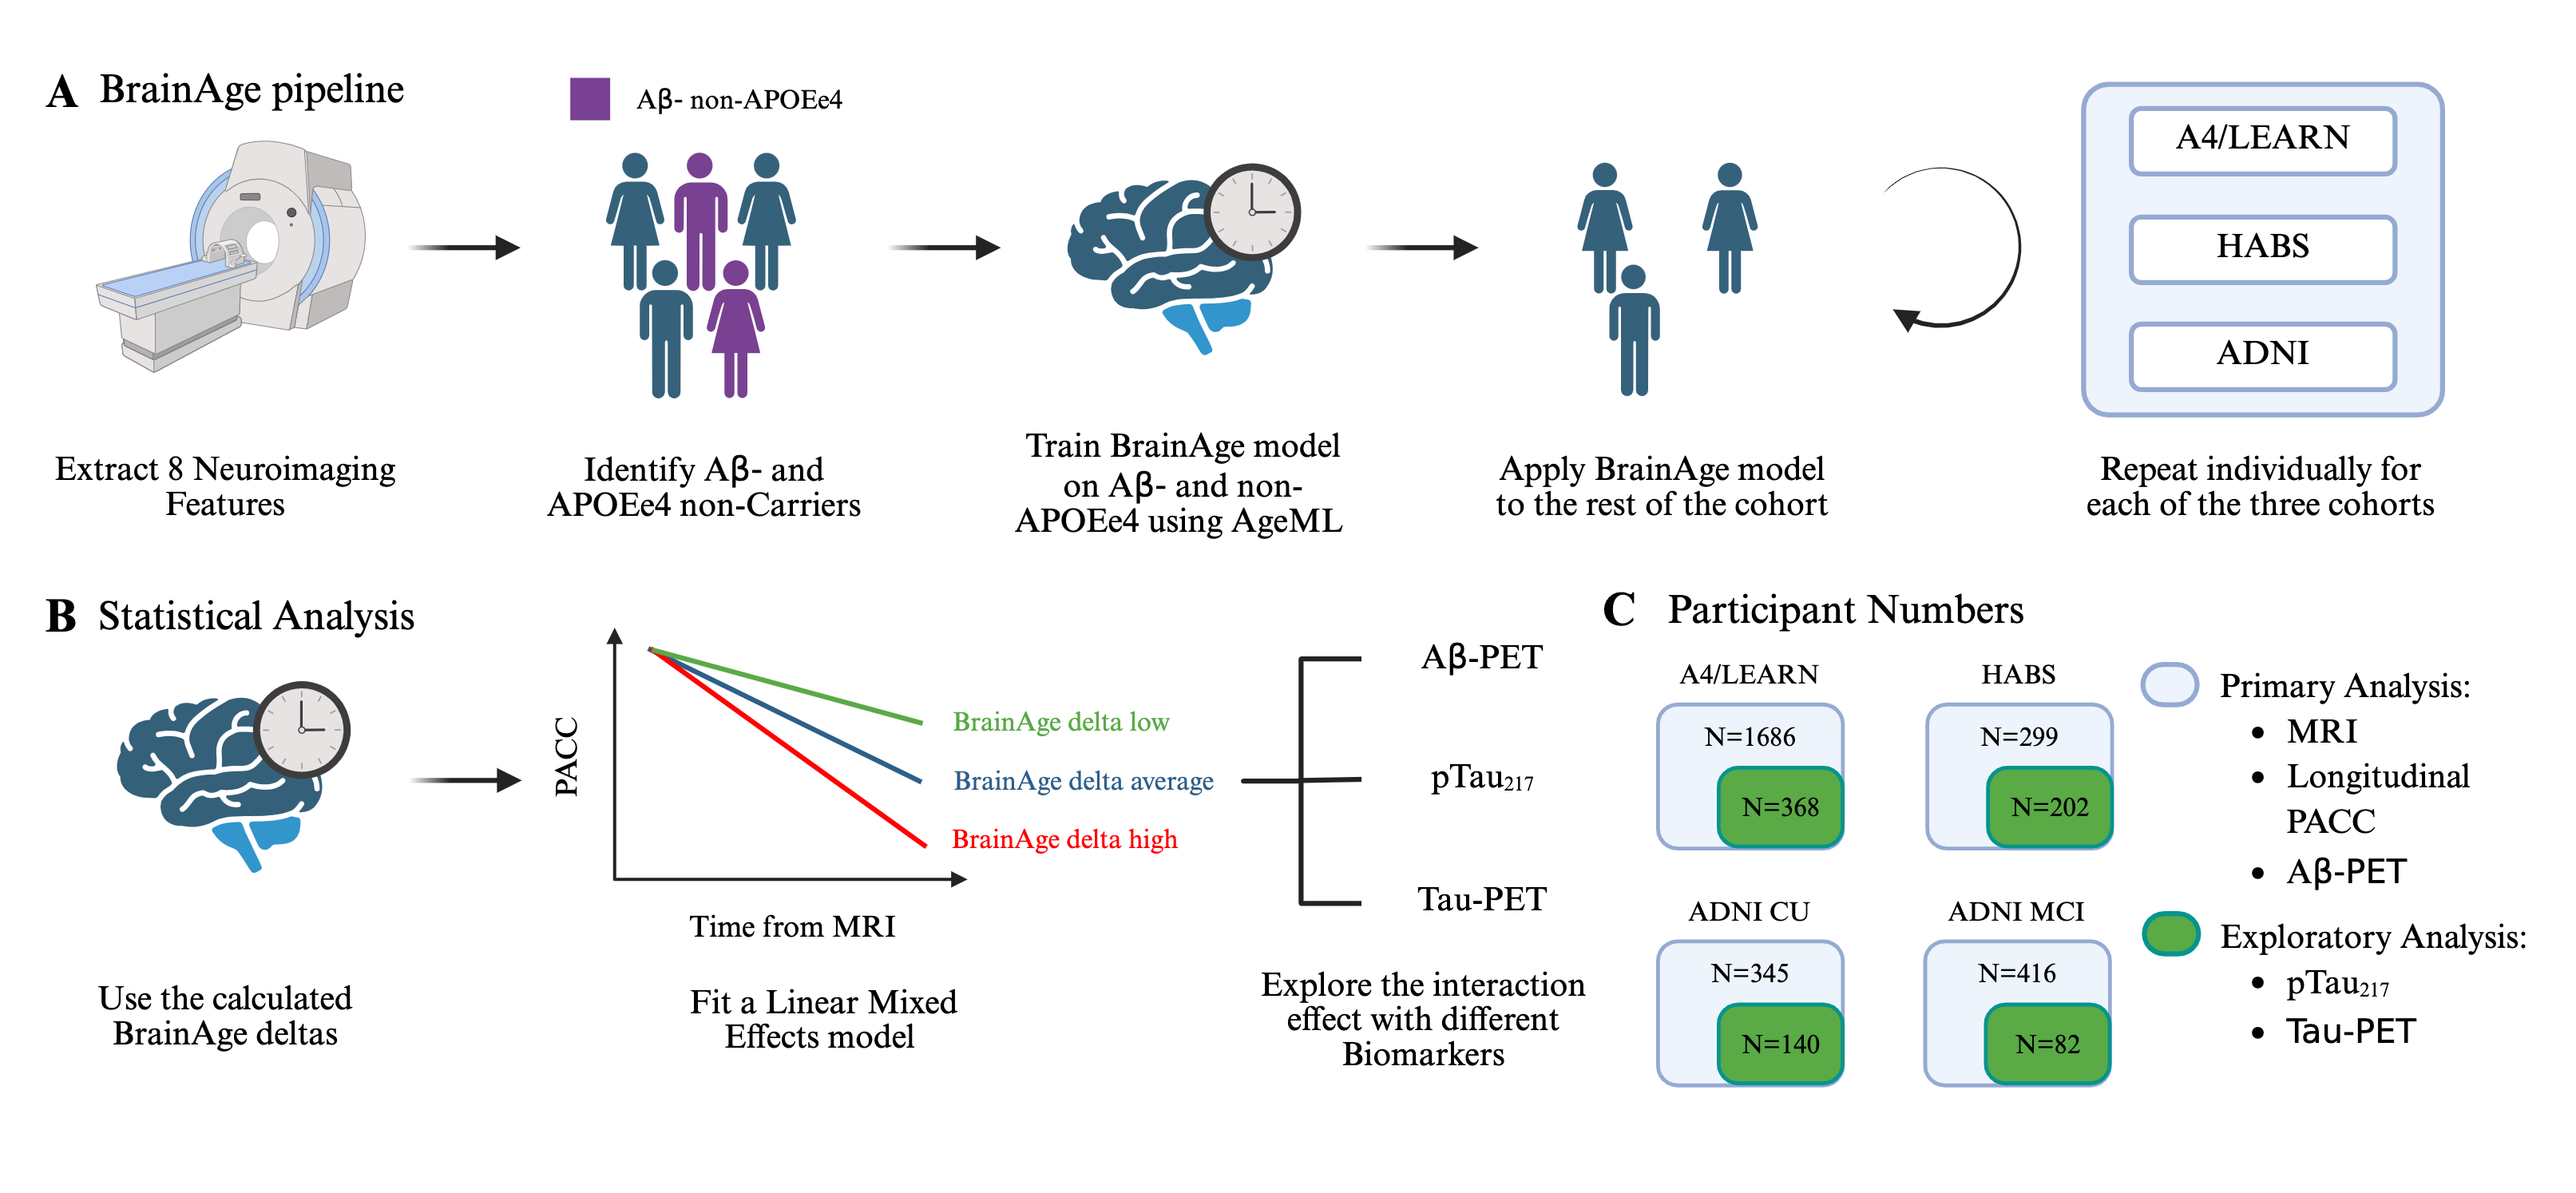 A BrainAge pipeline
Aβ- non-APOEe4
A4/LEARN
HABS
ADNI
Extract 8 Neuroimaging
Features
Identify Aβ- and
APOEe4 non-Carriers
Train BrainAge model
on Aβ- and non-
APOEe4 using AgeML
Apply BrainAge model
to the rest of the cohort
Repeat individually for
each of the three cohorts
B Statistical Analysis
PACC
BrainAge delta low
BrainAge delta average
BrainAge delta high
Time from MRI
Aβ-PET
pTau217
Tau-PET
Use the calculated
BrainAge deltas
Fit a Linear Mixed
Effects model
Explore the interaction
effect with different
Biomarkers
C Participant Numbers
A4/LEARN
N=1686
N=368
HABS
N=299
N=202
ADNI CU
N=345
N=140
ADNI MCI
N=416
N=82
Primary Analysis:
• MRI
• Longitudinal
PACC
• Aβ-PET
Exploratory Analysis:
• pTau217
• Tau-PET